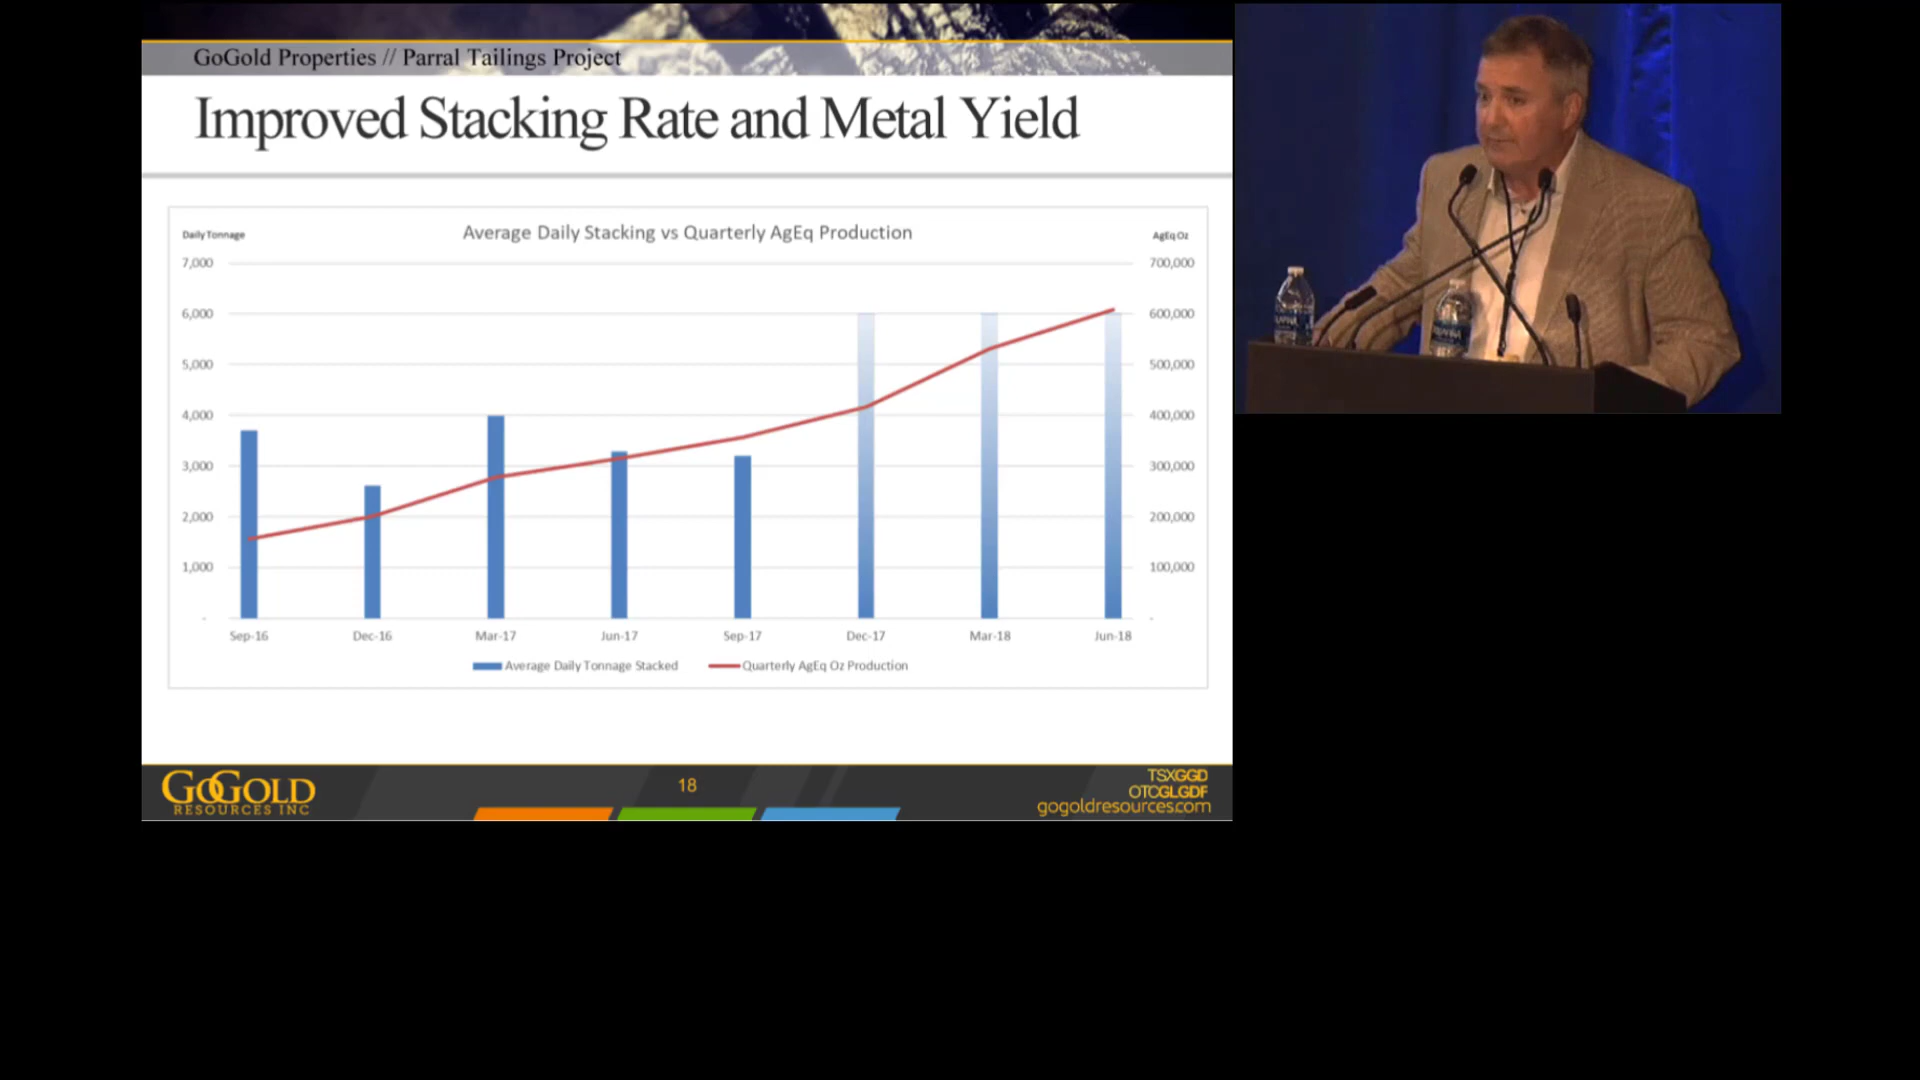 GoGold Properties // Parral Tailings Project
Improved Stacking Rate and Metal Yield
Daily Tonnage
Average Daily Stacking vs Quarterly AgEq Production
AgEq Oz
7,000
700,000
6,000
600,000
5,000
500,000
4,000
400,000
3,000
300,000
2,000
200,000
1,000
100,000
-
-
Sep-16 Dec-16 Mar-17 Jun-17 Sep-17 Dec-17 Mar-18 Jun-18
Average Daily Tonnage Stacked
Quarterly AgEq Oz Production
GOGOLD
RESOURCES INC
18
TSXGGD
OTCGLGDF
gogoldresources.com